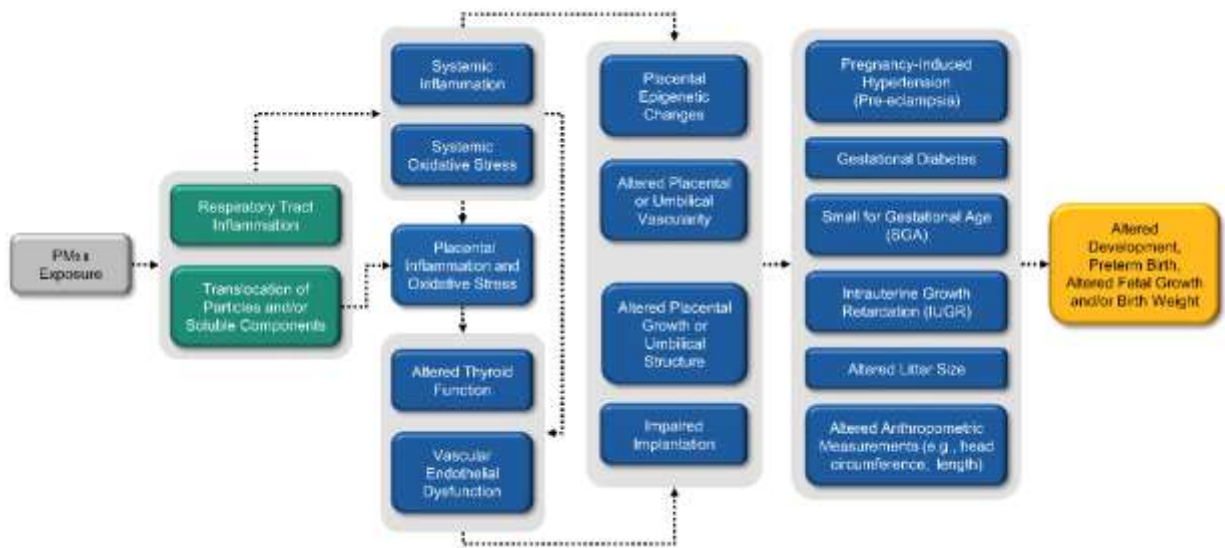 PM2.5
Exposure
Respiratory Tract
Inflammation
Translocation of
Particles and/or
Soluble Components
Systemic
Inflammation
Systemic
Oxidative Stress
Placental
Inflammation and
Oxidative Stress
Altered Thyroid
Function
Vascular
Endothelial
Dysfunction
Placental
Epigenetic
Changes
Altered Placental
or Umbilical
Vascularity
Altered Placental
Growth or
Umbilical
Structure
Impaired
Implantation
Pregnancy-induced
Hypertension
(Pre-eclampsia)
Gestational Diabetes
Small for Gestational Age
(SGA)
Intrauterine Growth
Retardation (IUGR)
Altered Litter Size
Altered Anthropometric
Measurements (e.g., head
circumference, length)
Altered
Development,
Preterm Birth,
Altered Fetal Growth
and/or Birth Weight